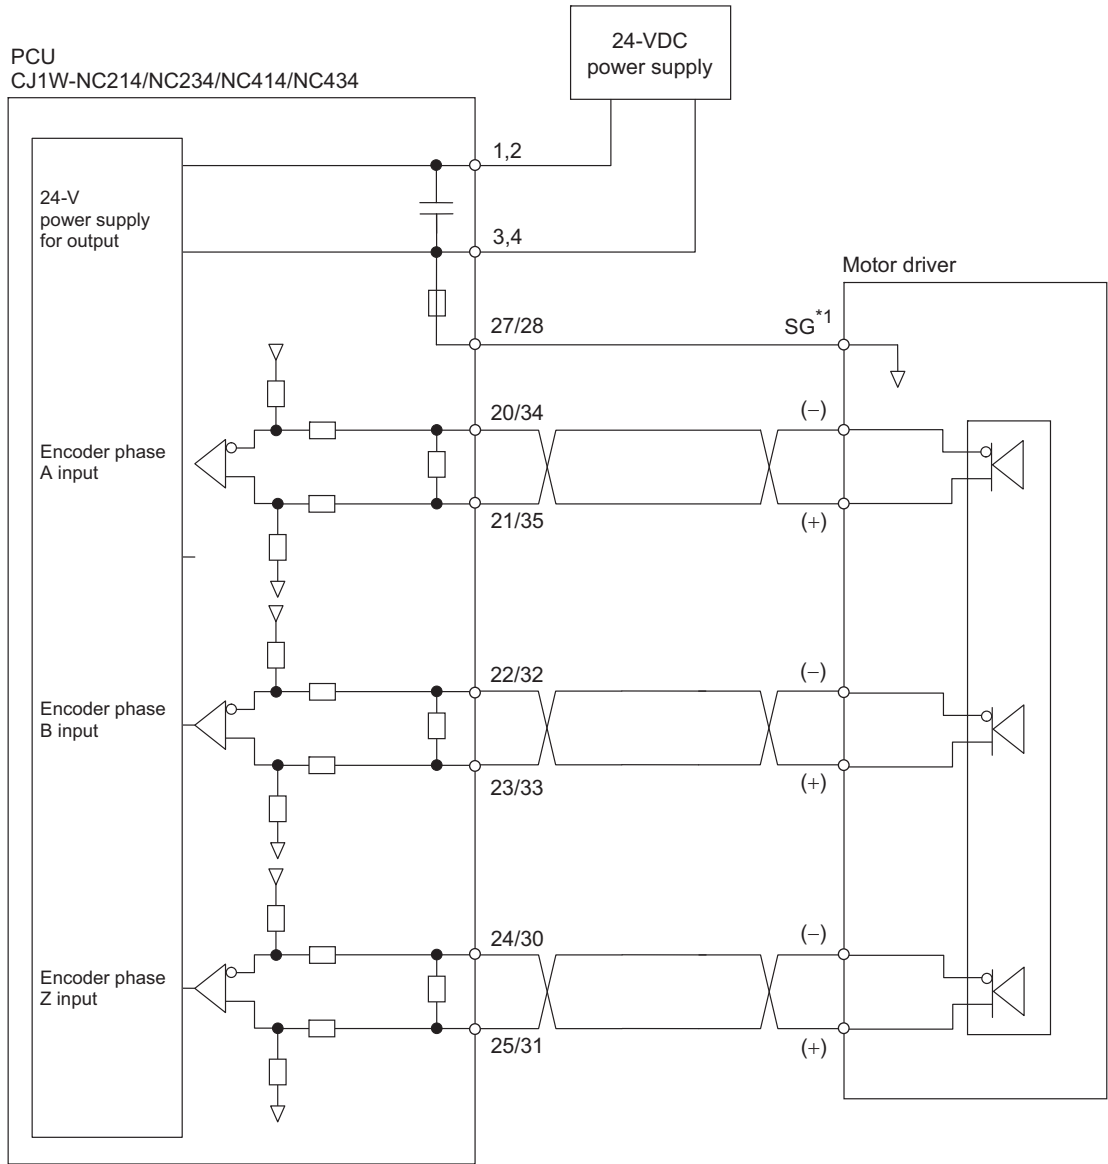 24-VDC
power supply
PCU
CJ1W-NC214/NC234/NC414/NC434
1,2
24-V
power supply
for output
3,4
Motor driver
27/28
SG*1
20/34
(−)
Encoder phase
A input
21/35
(+)
22/32
(−)
Encoder phase
B input
23/33
(+)
24/30
(−)
Encoder phase
Z input
25/31
(+)